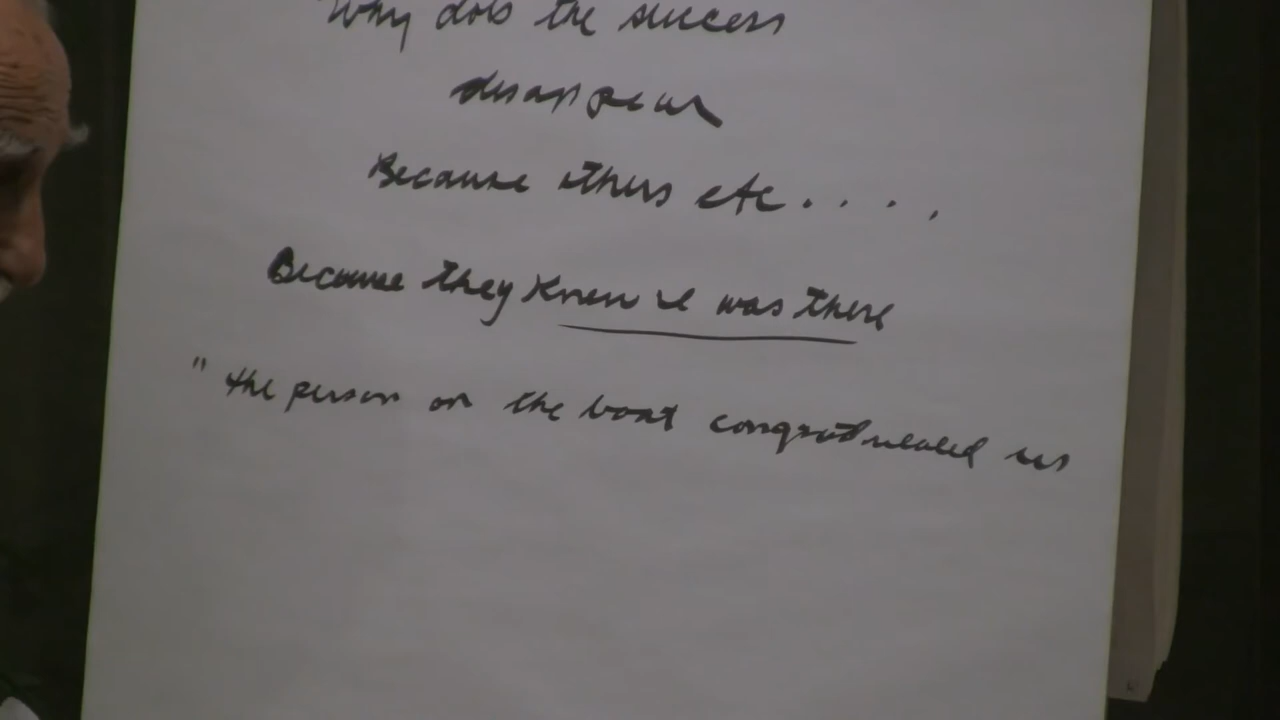 "Why does the success
disappear
Because others etc....
Because they knew it was there
" the person on the boat congratulated us